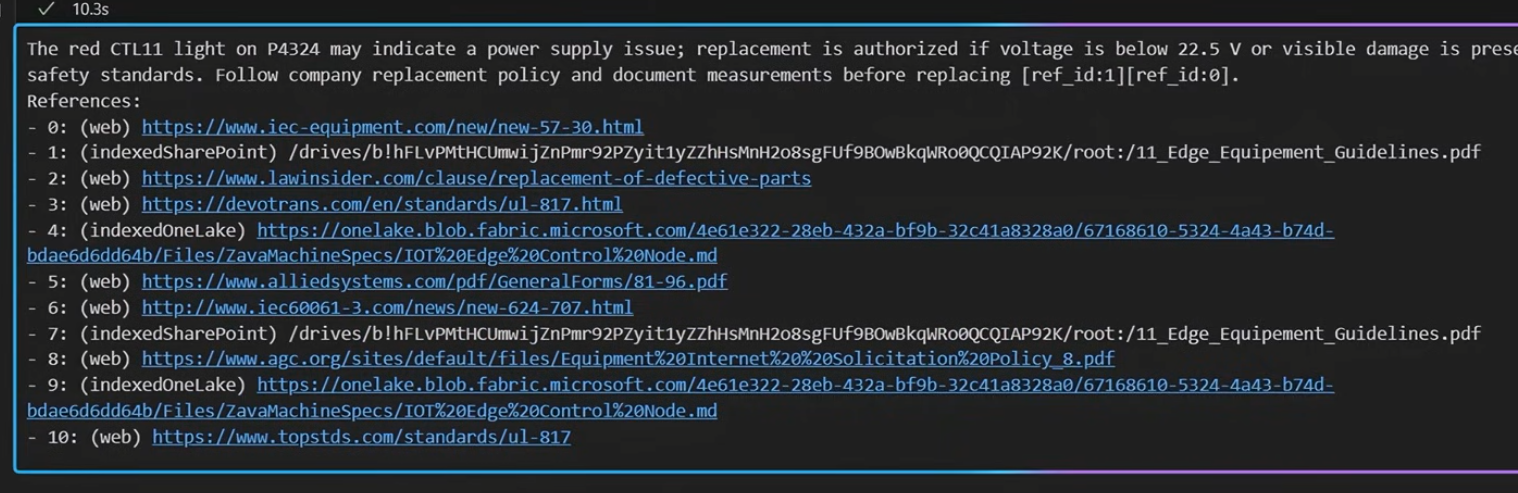 10.3s
The red CTL11 light on P4324 may indicate a power supply issue; replacement is authorized if voltage is below 22.5 V or visible damage is prese
safety standards. Follow company replacement policy and document measurements before replacing [ref_id:1][ref_id:0].
References:
- 0: (web) https://www.iec-equipment.com/new/new-57-30.html
- 1: (indexedSharePoint) /drives/b!hFLvPMtHCUmwijZnPmr92PZyit1yZZhHsMnH2o8sgFUf9BOwBkqWRo0QCQIAP92K/root:/11_Edge_Equipement_Guidelines.pdf
- 2: (web) https://www.lawinsider.com/clause/replacement-of-defective-parts
- 3: (web) https://devotrans.com/en/standards/ul-817.html
- 4: (indexedOneLake) https://onelake.blob.fabric.microsoft.com/4e61e322-28eb-432a-bf9b-32c41a8328a0/67168610-5324-4a43-b74d-
bdae6d6dd64b/Files/ZavaMachineSpecs/IOT%20Edge%20Control%20Node.md
- 5: (web) https://www.alliedsystems.com/pdf/GeneralForms/81-96.pdf
- 6: (web) http://www.iec60061-3.com/news/new-624-707.html
- 7: (indexedSharePoint) /drives/b!hFLvPMtHCUmwijZnPmr92PZyit1yZZhHsMnH2o8sgFUf9BOwBkqWRo0QCQIAP92K/root:/11_Edge_Equipement_Guidelines.pdf
- 8: (web) https://www.agc.org/sites/default/files/Equipment%20Internet%20%20Solicitation%20Policy_8.pdf
- 9: (indexedOneLake) https://onelake.blob.fabric.microsoft.com/4e61e322-28eb-432a-bf9b-32c41a8328a0/67168610-5324-4a43-b74d-
bdae6d6dd64b/Files/ZavaMachineSpecs/IOT%20Edge%20Control%20Node.md
- 10: (web) https://www.topstds.com/standards/ul-817